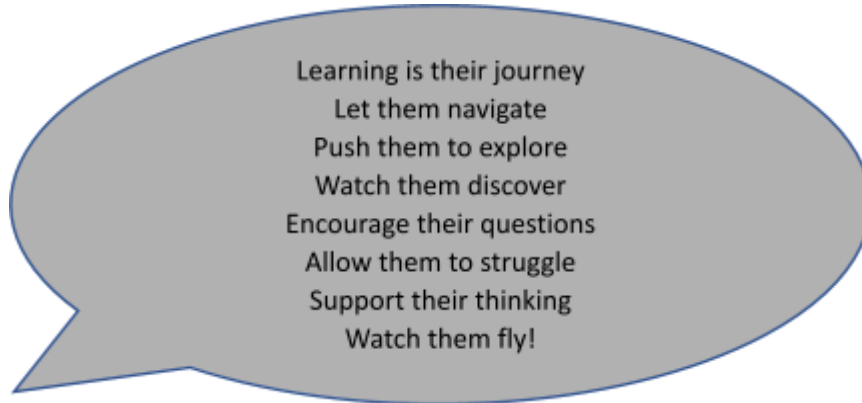 Learning is their journey
Let them navigate
Push them to explore
Watch them discover
Encourage their questions
Allow them to struggle
Support their thinking
Watch them fly!